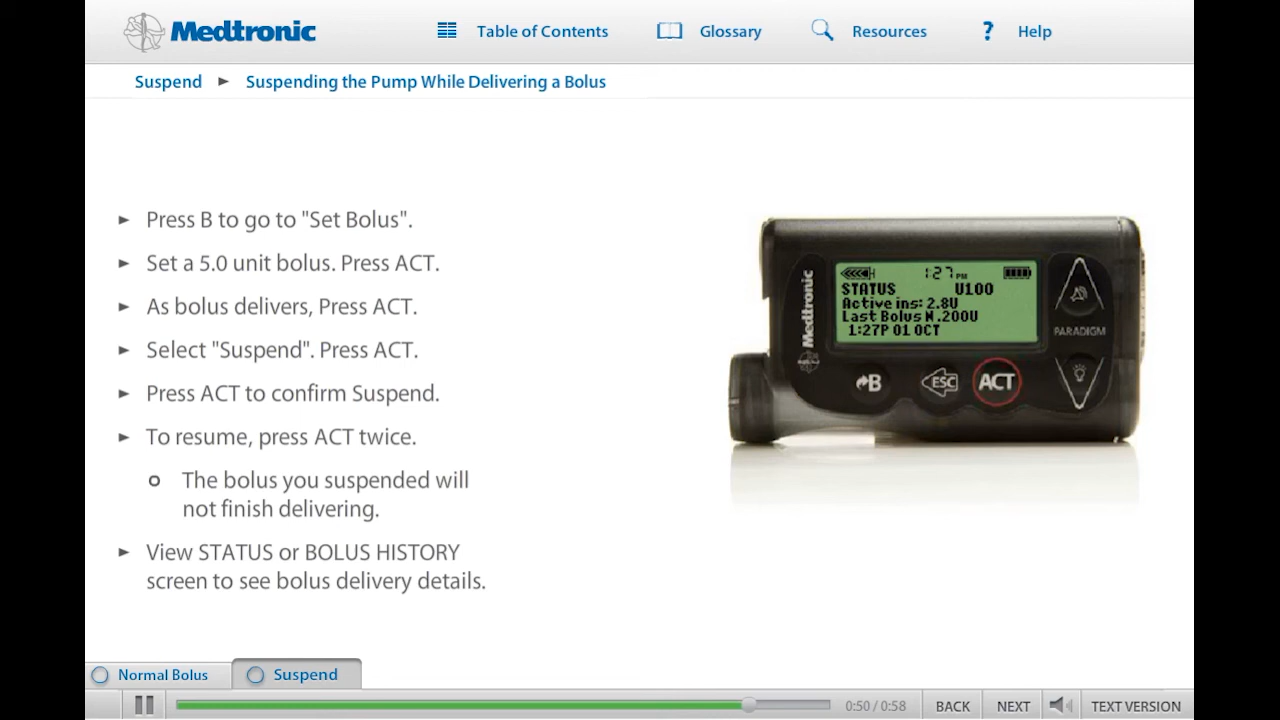 Medtronic
Table of Contents
Glossary
Resources
? Help
Suspend ► Suspending the Pump While Delivering a Bolus
► Press B to go to "Set Bolus".
► Set a 5.0 unit bolus. Press ACT.
► As bolus delivers, Press ACT.
► Select "Suspend". Press ACT.
► Press ACT to confirm Suspend.
► To resume, press ACT twice.
o The bolus you suspended will
not finish delivering.
► View STATUS or BOLUS HISTORY
screen to see bolus delivery details.
Medtronic
1:27PM
STATUS U100
Active ins: 2.8U
Last Bolus N .200U
1:27P 01 OCT
PARADIGM
B
ESC
ACT
Normal Bolus
Suspend
0:50 / 0:58
BACK
NEXT
TEXT VERSION